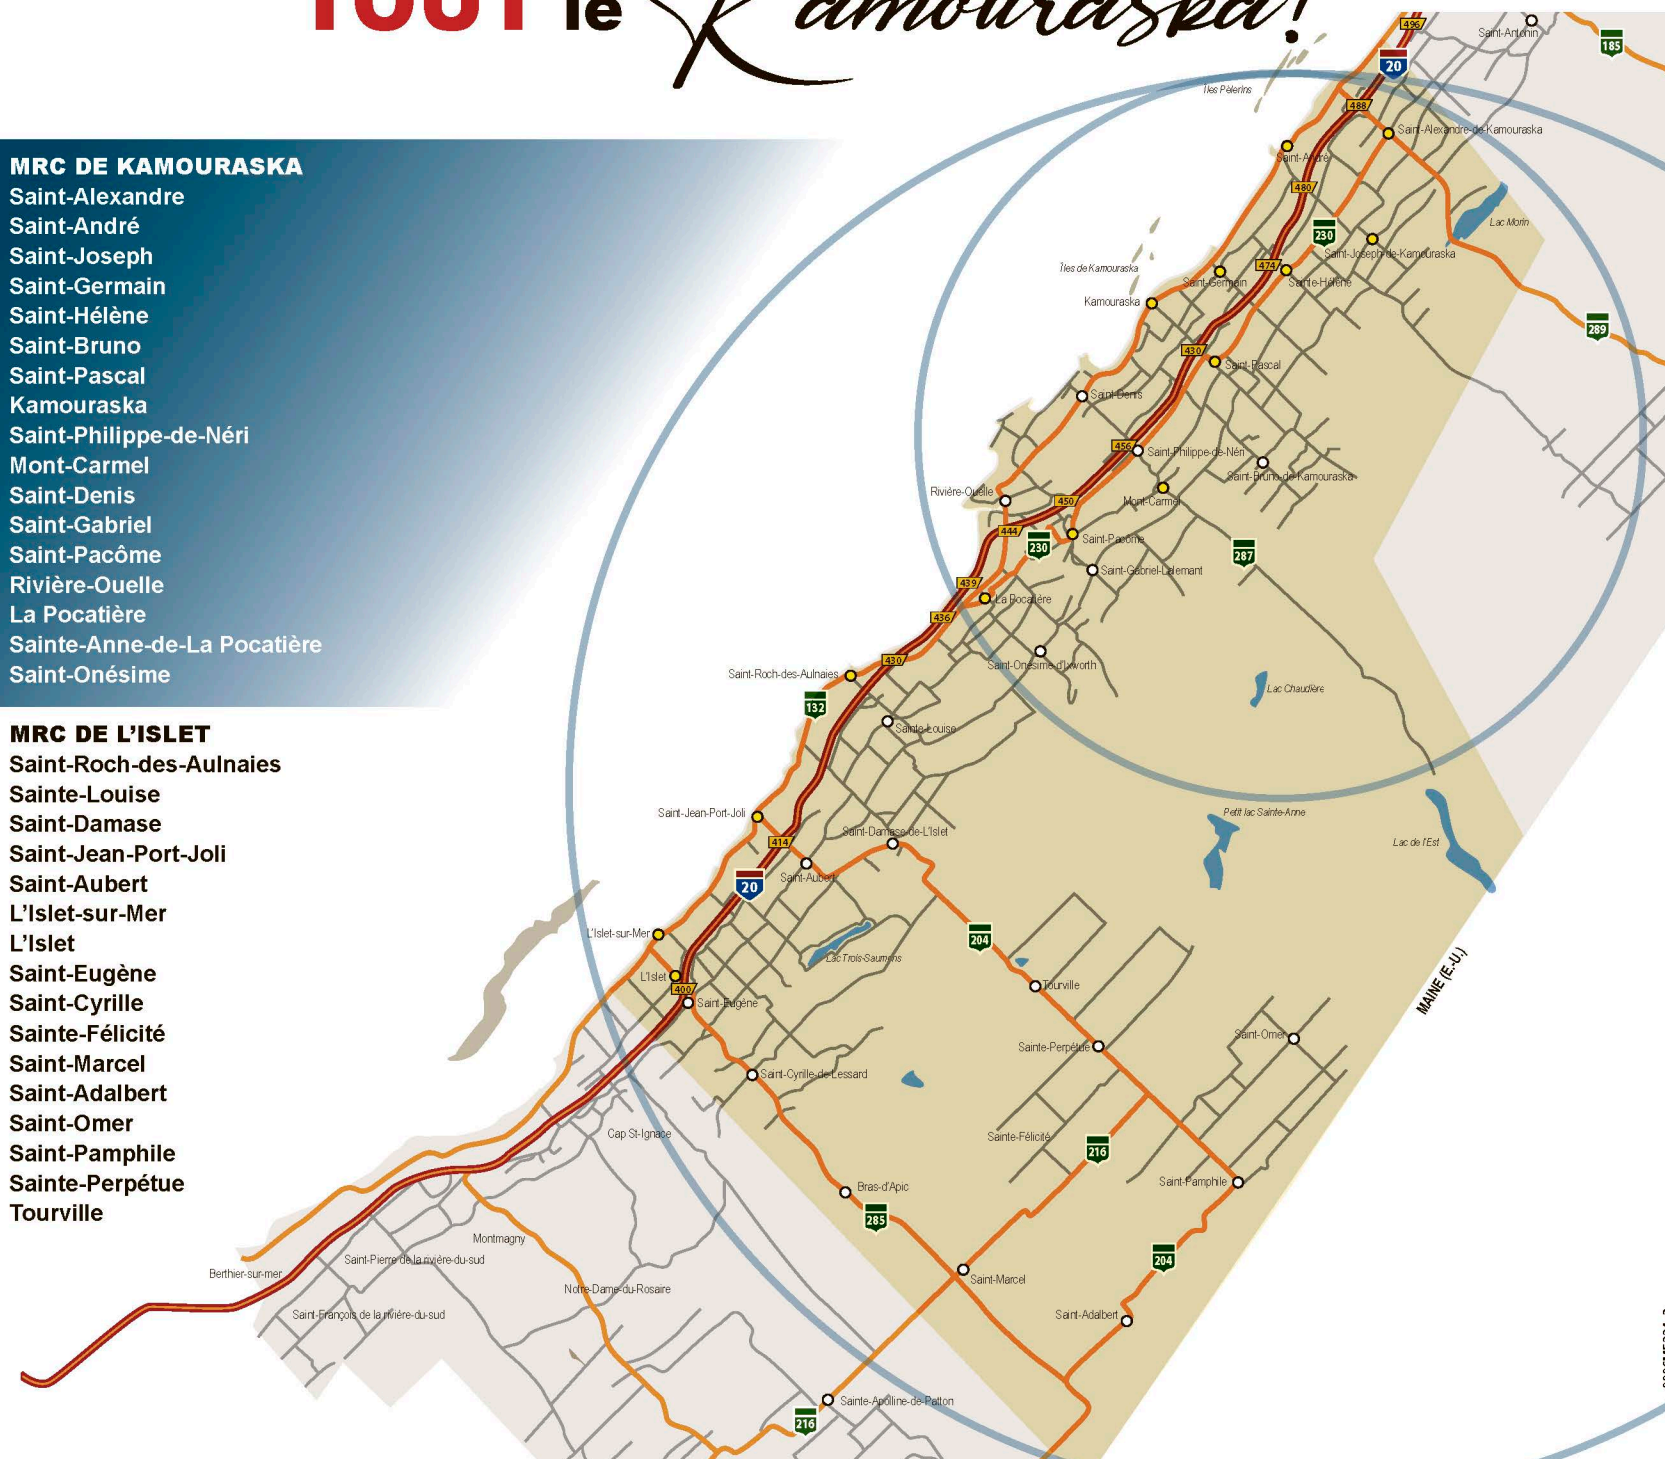 TOUT le Kamouraska!
MRC DE KAMOURASKA
Saint-Alexandre
Saint-André
Saint-Joseph
Saint-Germain
Saint-Hélène
Saint-Bruno
Saint-Pascal
Kamouraska
Saint-Philippe-de-Néri
Mont-Carmel
Saint-Denis
Saint-Gabriel
Saint-Pacôme
Rivière-Ouelle
La Pocatière
Sainte-Anne-de-La Pocatière
Saint-Onésime
MRC DE L'ISLET
Saint-Roch-des-Aulnaies
Sainte-Louise
Saint-Damase
Saint-Jean-Port-Joli
Saint-Aubert
L'Islet-sur-Mer
L'Islet
Saint-Eugène
Saint-Cyrille
Sainte-Félicité
Saint-Marcel
Saint-Adalbert
Saint-Omer
Saint-Pamphile
Sainte-Perpétue
Tourville
496
Saint-Antonin
185
20
Îles Pèlerins
488
Saint-Alexandre-de-Kamouraska
Saint-André
480
Lac Morin
230
Saint-Joseph-de-Kamouraska
Îles de Kamouraska
474
Saint-Germain
Sainte-Hélène
Kamouraska
289
430
Saint-Pascal
Saint-Denis
456
Saint-Philippe-de-Néri
Saint-Bruno-de-Kamouraska
Rivière-Ouelle
450
Mont-Carmel
444
230
Saint-Pacôme
287
Saint-Gabriel-Lalemant
439
La Pocatière
436
430
Saint-Onésime-d'Ixworth
Saint-Roch-des-Aulnaies
132
Lac Chaudière
Sainte-Louise
Saint-Jean-Port-Joli
Petit lac Sainte-Anne
414
Saint-Damase-de-L'Islet
Lac de l'Est
Saint-Aubert
20
L'Islet-sur-Mer
204
Lac Trois-Saumons
L'Islet
400
Saint-Eugène
Tourville
MAINE (E.-U.)
Saint-Omer
Sainte-Perpétue
Saint-Cyrille-de-Lessard
Cap St-Ignace
Sainte-Félicité
216
Saint-Pamphile
Bras-d'Apic
285
Montmagny
Saint-Pierre de la rivière-du-sud
204
Berthier-sur-mer
Saint-Marcel
Notre-Dame-du-Rosaire
Saint-François de la rivière-du-sud
Saint-Adalbert
Sainte-Apolline-de-Patton
216